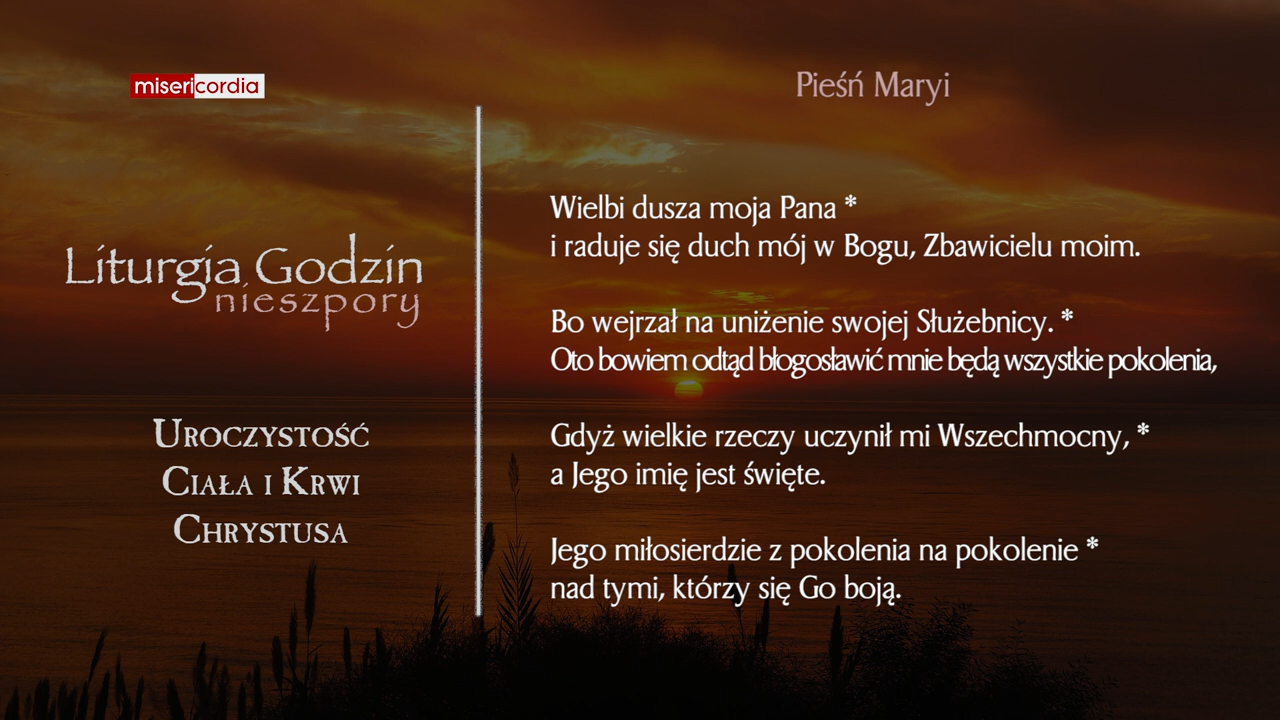 misericordia
Liturgia Godzin
nieszpory
Uroczystość
Ciała i Krwi
Chrystusa
Pieśń Maryi
Wielbi dusza moja Pana *
i raduje się duch mój w Bogu, Zbawicielu moim.
Bo wejrzał na uniżenie swojej Służebnicy. *
Oto bowiem odtąd błogosławić mnie będą wszystkie pokolenia,
Gdyż wielkie rzeczy uczynił mi Wszechmocny, *
a Jego imię jest święte.
Jego miłosierdzie z pokolenia na pokolenie *
nad tymi, którzy się Go boją.